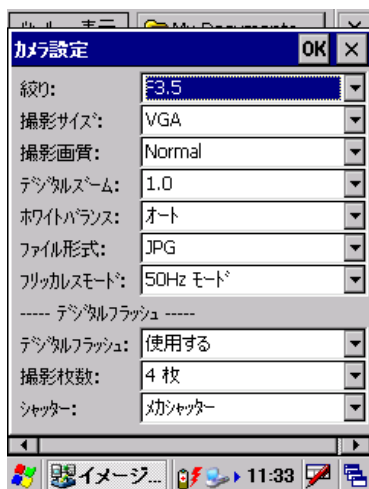 表示 My Documents
カメラ設定 OK ×
絞り: F3.5
撮影ｻｲｽﾞ: VGA
撮影画質: Normal
ﾃﾞｼﾞﾀﾙｽﾞｰﾑ: 1.0
ﾎﾜｲﾄﾊﾞﾗﾝｽ: ｵｰﾄ
ﾌｧｲﾙ形式: JPG
ﾌﾘｯｶﾚｽﾓｰﾄﾞ: 50Hz ﾓｰﾄﾞ
----- ﾃﾞｼﾞﾀﾙﾌﾗｯｼｭ -----
ﾃﾞｼﾞﾀﾙﾌﾗｯｼｭ: 使用する
撮影枚数: 4 枚
ｼｬｯﾀｰ: ﾒｶｼｬｯﾀｰ
イメージ... 11:33